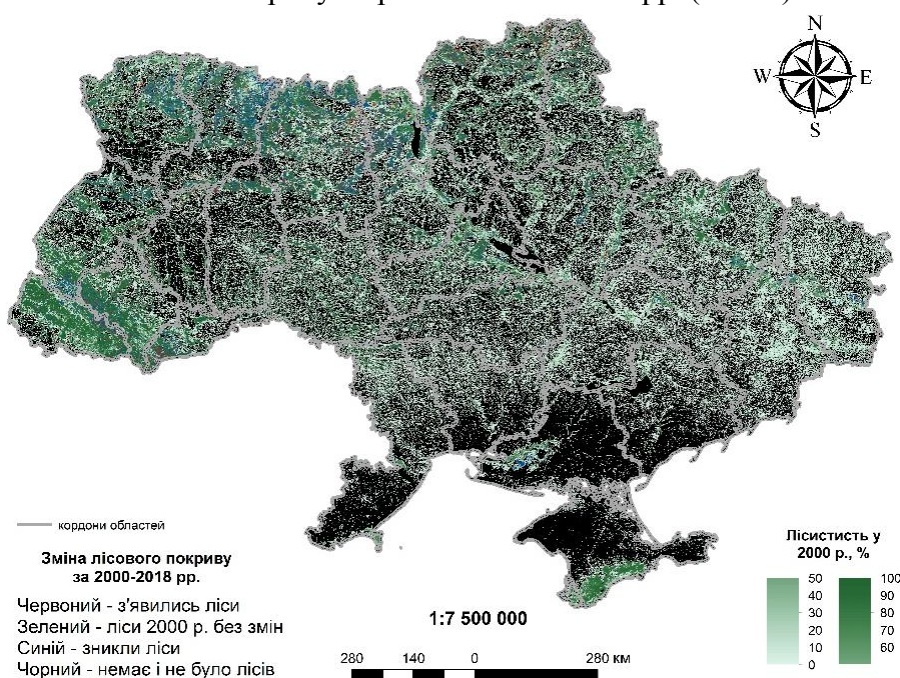 N
W E
S
кордони областей
Зміна лісового покриву
за 2000-2018 рр.
Червоний - з'явились ліси
Зелений - ліси 2000 р. без змін
Синій - зникли ліси
Чорний - немає і не було лісів
1:7 500 000
280 140 0 280 км
Лісистисть у
2000 р., %
50 100
40 90
30 80
20 70
10 60
0